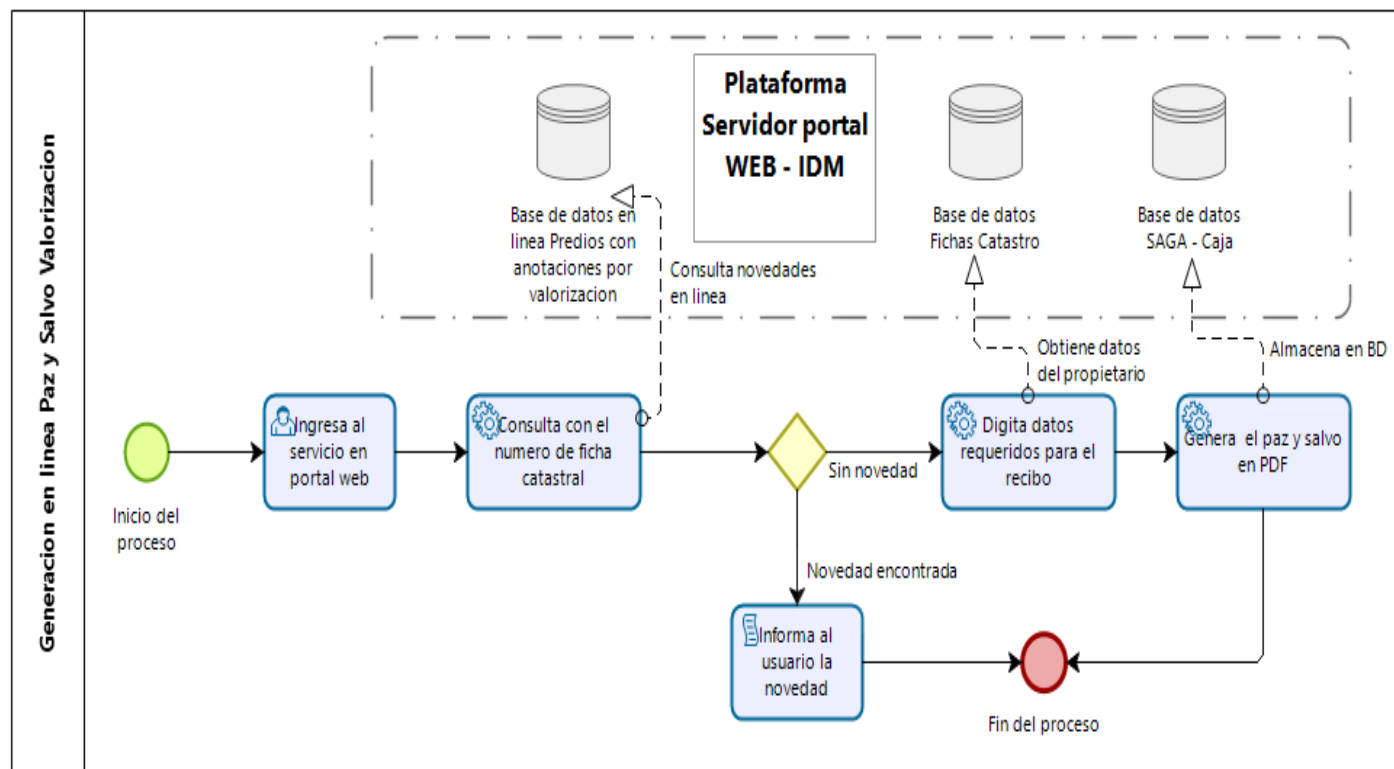 Generacion en linea Paz y Salvo Valorizacion
Plataforma
Servidor portal
WEB - IDM
Base de datos en
linea Predios con
anotaciones por
valorizacion
Base de datos
Fichas Catastro
Base de datos
SAGA - Caja
Consulta novedades
en linea
Obtiene datos
del propietario
Almacena en BD
Inicio del
proceso
Ingresa al
servicio en
portal web
Consulta con el
numero de ficha
catastral
Sin novedad
Digita datos
requeridos para el
recibo
Genera el paz y salvo
en PDF
Novedad encontrada
Informa al
usuario la
novedad
Fin del proceso